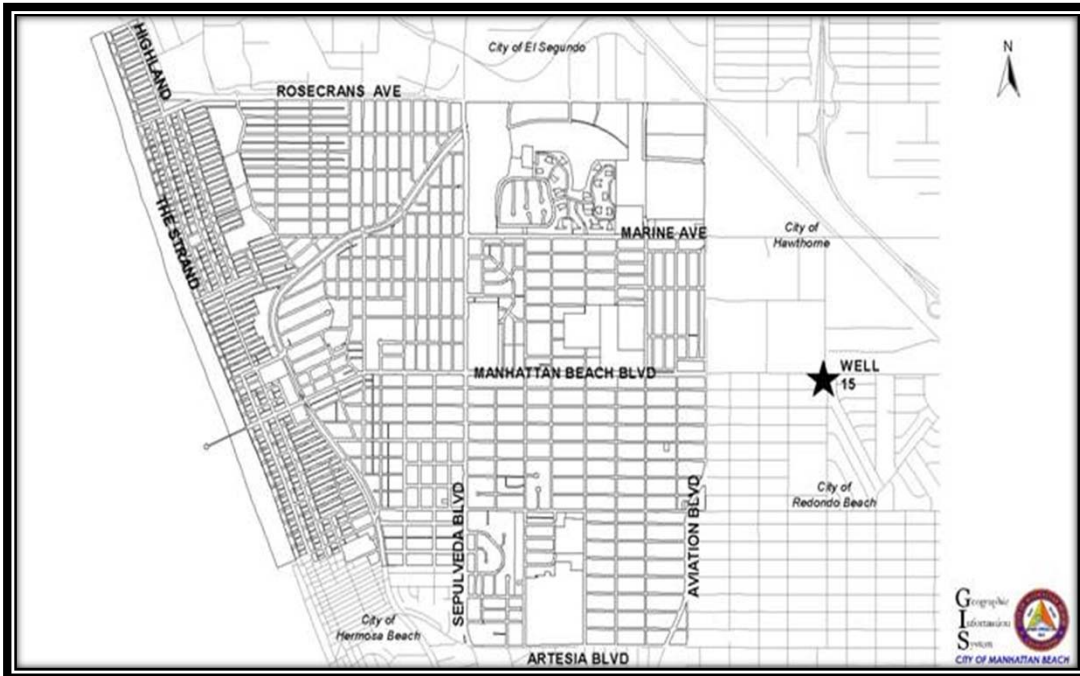 HIGHLAND
City of El Segundo
N
ROSECRANS AVE
THE STRAND
MARINE AVE
City of
Hawthorne
MANHATTAN BEACH BLVD
WELL
15
SEPULVEDA BLVD
AVIATION BLVD
City of
Redondo Beach
City of
Hermosa Beach
ARTESIA BLVD
Geographic
Information
System
CITY OF MANHATTAN BEACH